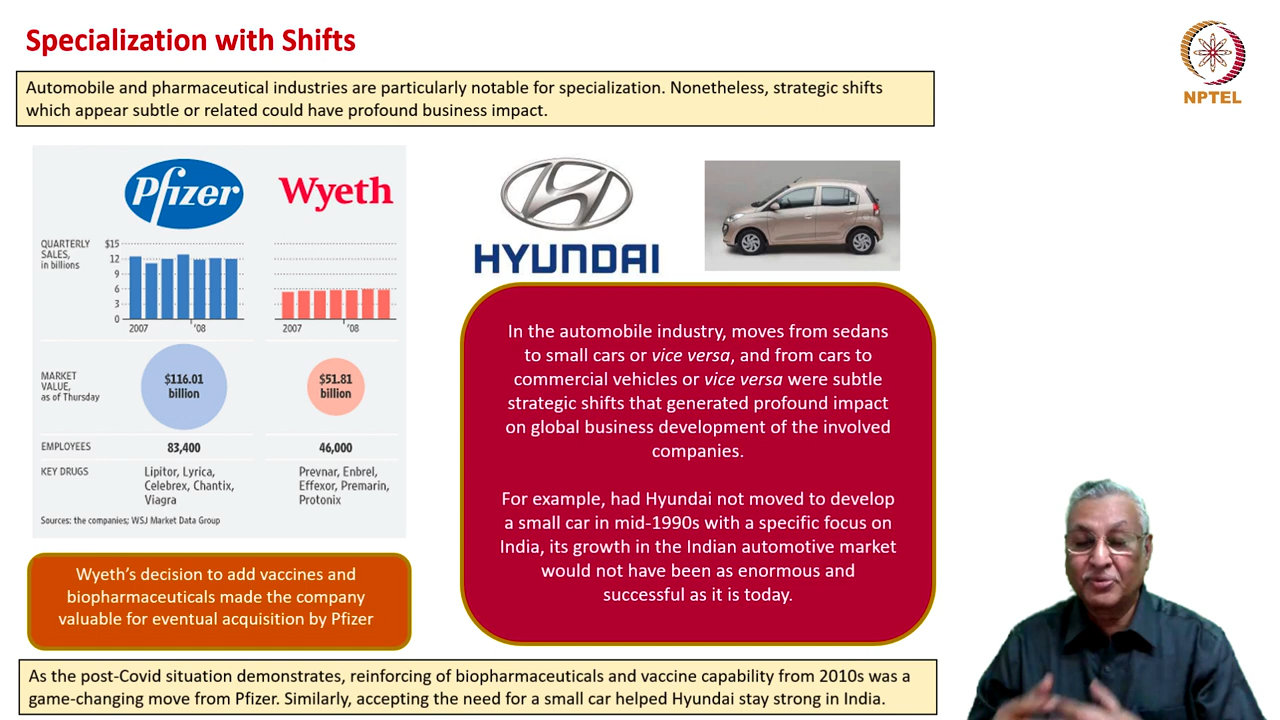 Specialization with Shifts
NPTEL
Automobile and pharmaceutical industries are particularly notable for specialization. Nonetheless, strategic shifts
which appear subtle or related could have profound business impact.
Pfizer
Wyeth
QUARTERLY
SALES,
in billions
$15
12
9
6
3
0
2007
'08
2007
'08
MARKET
VALUE,
as of Thursday
$116.01
billion
$51.81
billion
EMPLOYEES
83,400
46,000
KEY DRUGS
Lipitor, Lyrica,
Celebrex, Chantix,
Viagra
Prevnar, Enbrel,
Effexor, Premarin,
Protonix
Sources: the companies; WSJ Market Data Group
Wyeth's decision to add vaccines and
biopharmaceuticals made the company
valuable for eventual acquisition by Pfizer
HYUNDAI
In the automobile industry, moves from sedans
to small cars or vice versa, and from cars to
commercial vehicles or vice versa were subtle
strategic shifts that generated profound impact
on global business development of the involved
companies.
For example, had Hyundai not moved to develop
a small car in mid-1990s with a specific focus on
India, its growth in the Indian automotive market
would not have been as enormous and
successful as it is today.
As the post-Covid situation demonstrates, reinforcing of biopharmaceuticals and vaccine capability from 2010s was a
game-changing move from Pfizer. Similarly, accepting the need for a small car helped Hyundai stay strong in India.